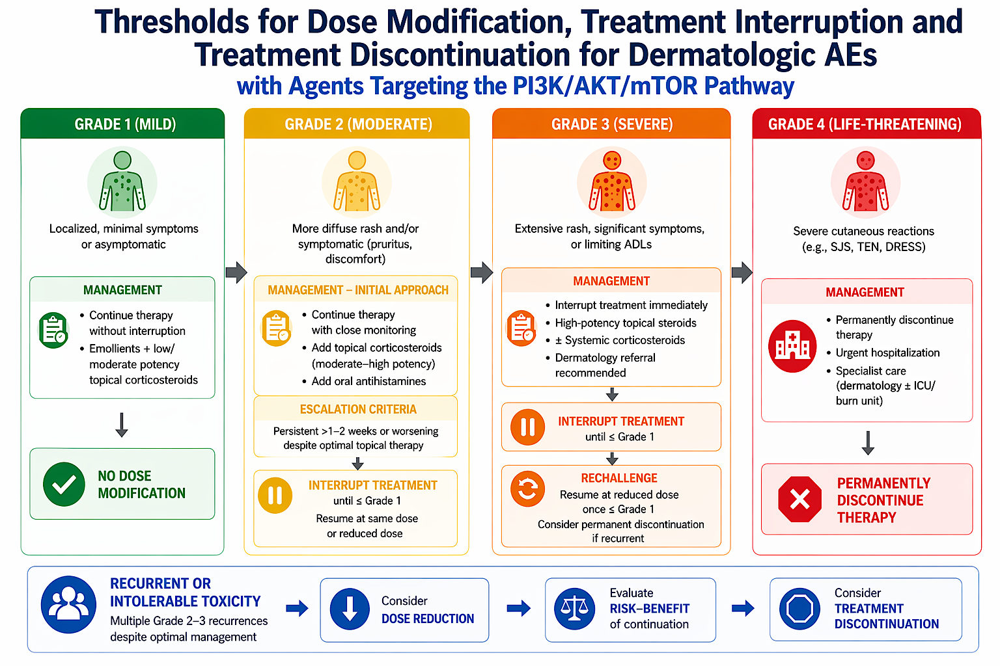 Thresholds for Dose Modification, Treatment Interruption and
Treatment Discontinuation for Dermatologic AEs
with Agents Targeting the PI3K/AKT/mTOR Pathway
GRADE 1 (MILD)
Localized, minimal symptoms
or asymptomatic
MANAGEMENT
• Continue therapy
without interruption
• Emollients + low/
moderate potency
topical corticosteroids
NO DOSE
MODIFICATION
GRADE 2 (MODERATE)
More diffuse rash and/or
symptomatic (pruritus,
discomfort)
MANAGEMENT – INITIAL APPROACH
• Continue therapy
with close monitoring
• Add topical corticosteroids
(moderate–high potency)
• Add oral antihistamines
ESCALATION CRITERIA
Persistent >1–2 weeks or worsening
despite optimal topical therapy
INTERRUPT TREATMENT
until ≤ Grade 1
Resume at same dose
or reduced dose
GRADE 3 (SEVERE)
Extensive rash, significant symptoms,
or limiting ADLs
MANAGEMENT
• Interrupt treatment immediately
• High-potency topical steroids
• ± Systemic corticosteroids
• Dermatology referral
recommended
INTERRUPT TREATMENT
until ≤ Grade 1
RECHALLENGE
Resume at reduced dose
once ≤ Grade 1
Consider permanent discontinuation
if recurrent
GRADE 4 (LIFE-THREATENING)
Severe cutaneous reactions
(e.g., SJS, TEN, DRESS)
MANAGEMENT
• Permanently discontinue
therapy
• Urgent hospitalization
• Specialist care
(dermatology ± ICU/
burn unit)
PERMANENTLY
DISCONTINUE
THERAPY
RECURRENT OR
INTOLERABLE TOXICITY
Multiple Grade 2–3 recurrences
despite optimal management
Consider
DOSE REDUCTION
Evaluate
RISK–BENEFIT
of continuation
Consider
TREATMENT
DISCONTINUATION